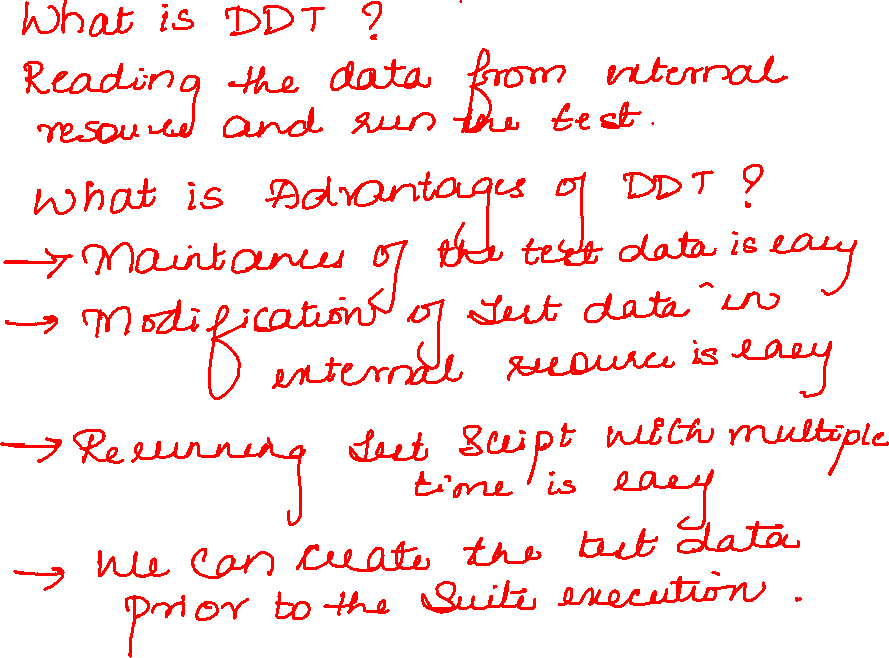 What is DDT ?
Reading the data from external
resource and run the test.
What is Advantages of DDT ?
→ Maintances of the test data is easy
→ Modification of Test data in
external resource is easy
→ Rerunning Test Script with multiple
time is easy
→ We Can create the test data
prior to the Suite execution .